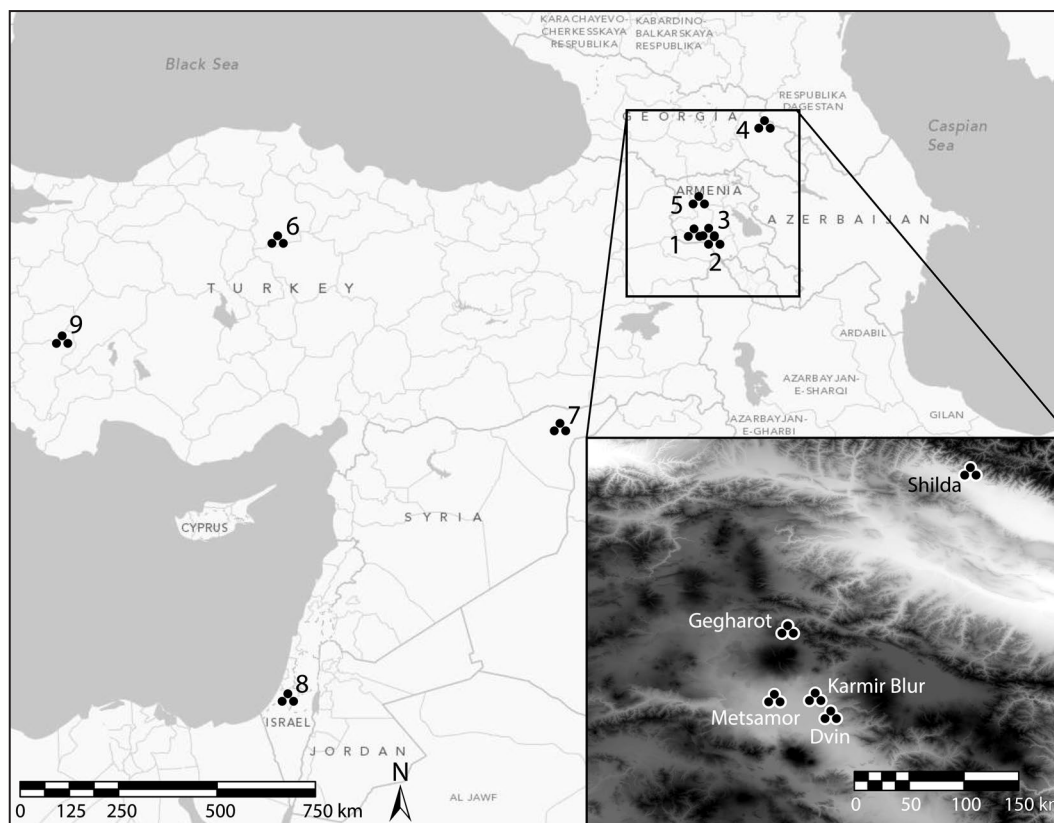 KARACHAYEVO-
CHERKESSKAYA
RESPUBLIKA
KABARDINO-
BALKARSKAYA
RESPUBLIKA
Black Sea
RESPUBLIKA
DAGESTAN
GEORGIA
4
Caspian
Sea
ARMENIA
5
AZERBAIJAN
3
1
2
6
TURKEY
9
ARDABIL
AZARBAYJAN-
E-SHARQI
7
AZARBAYJAN-
E-GHARBI
GILAN
SYRIA
CYPRUS
8
ISRAEL
JORDAN
AL JAWF
N
0 125 250 500 750 km
Shilda
Gegharot
Karmir Blur
Metsamor
Dvin
0 50 100 150 km